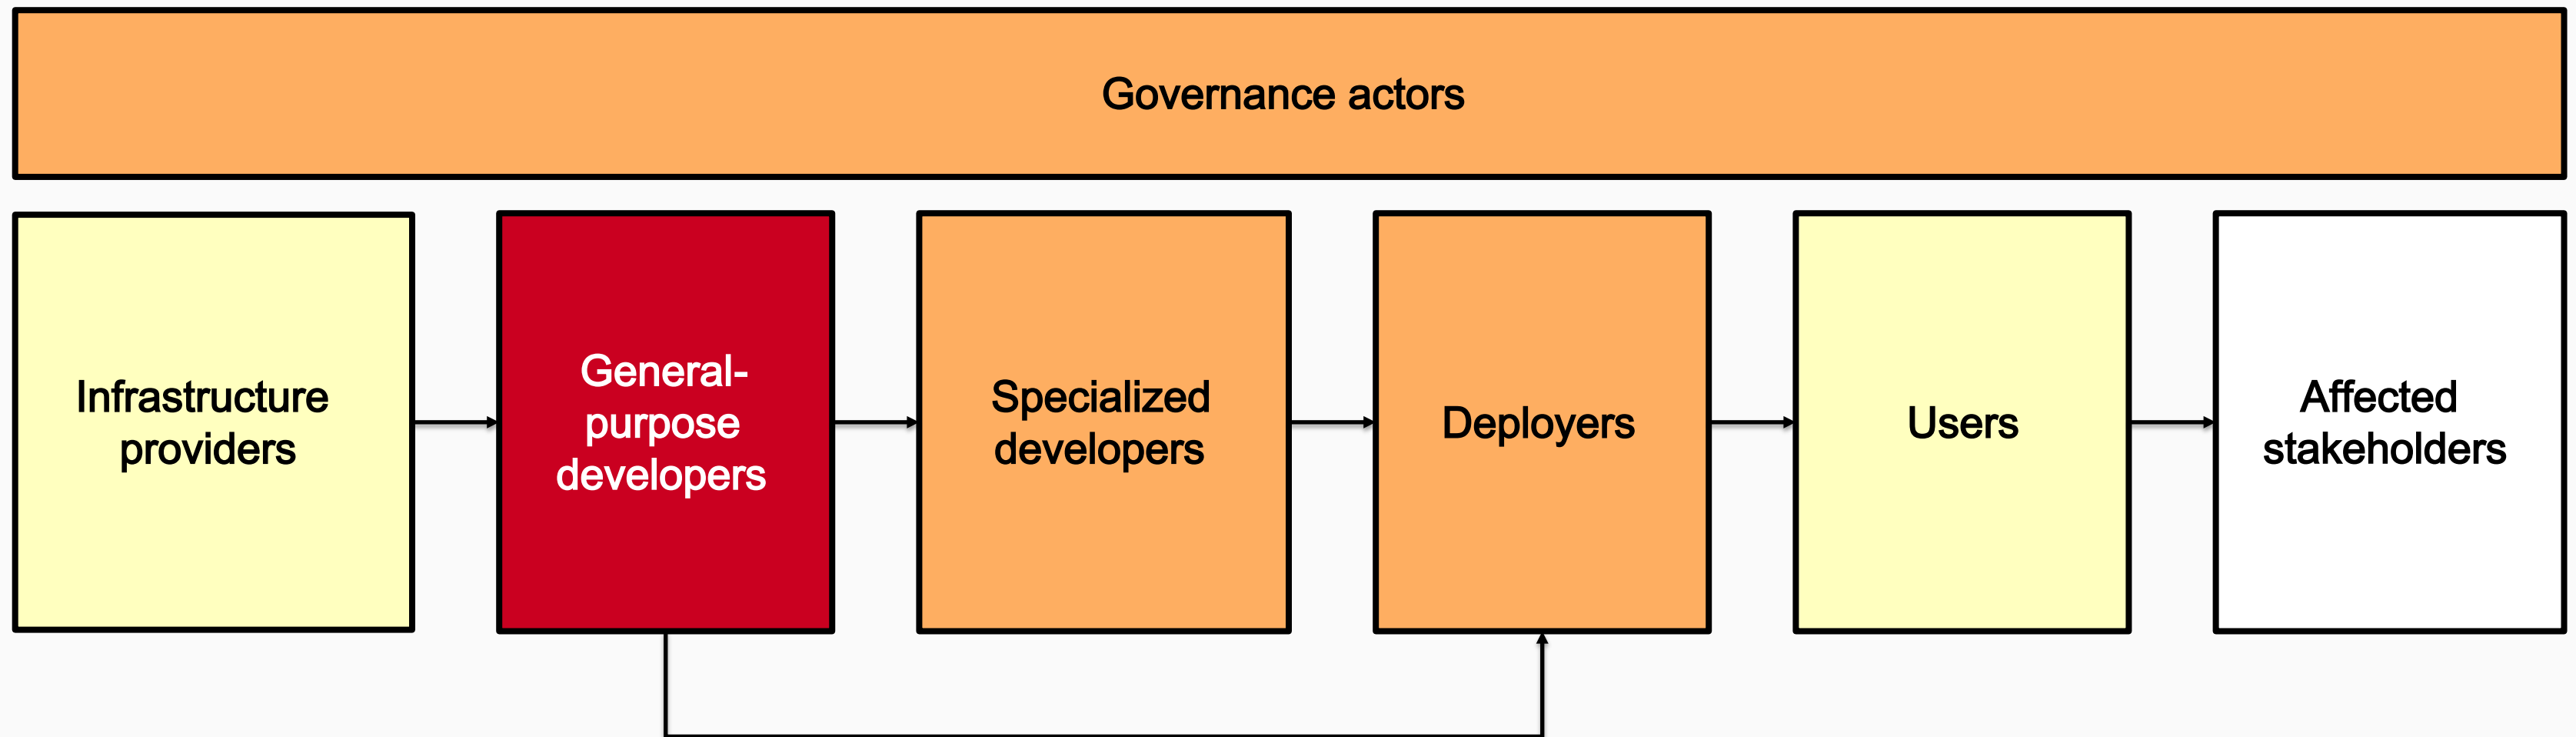 Governance actors
Infrastructure
providers
General-
purpose
developers
Specialized
developers
Deployers
Users
Affected
stakeholders